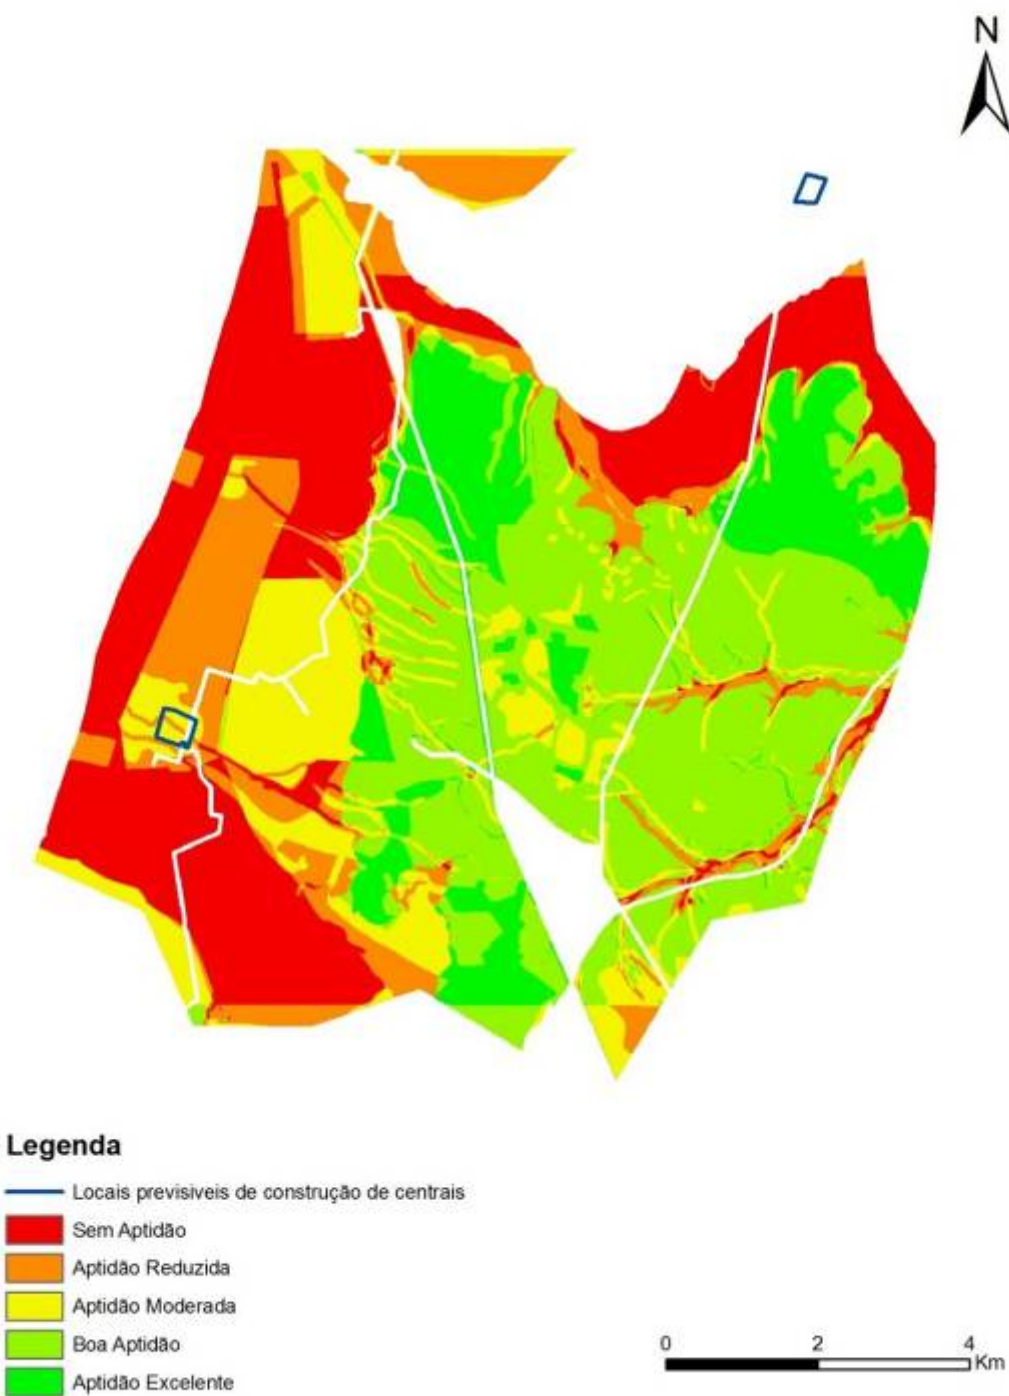 N
Legenda
Locais previsiveis de construção de centrais
Sem Aptidão
Aptidão Reduzida
Aptidão Moderada
Boa Aptidão
Aptidão Excelente
0 2 4
Km